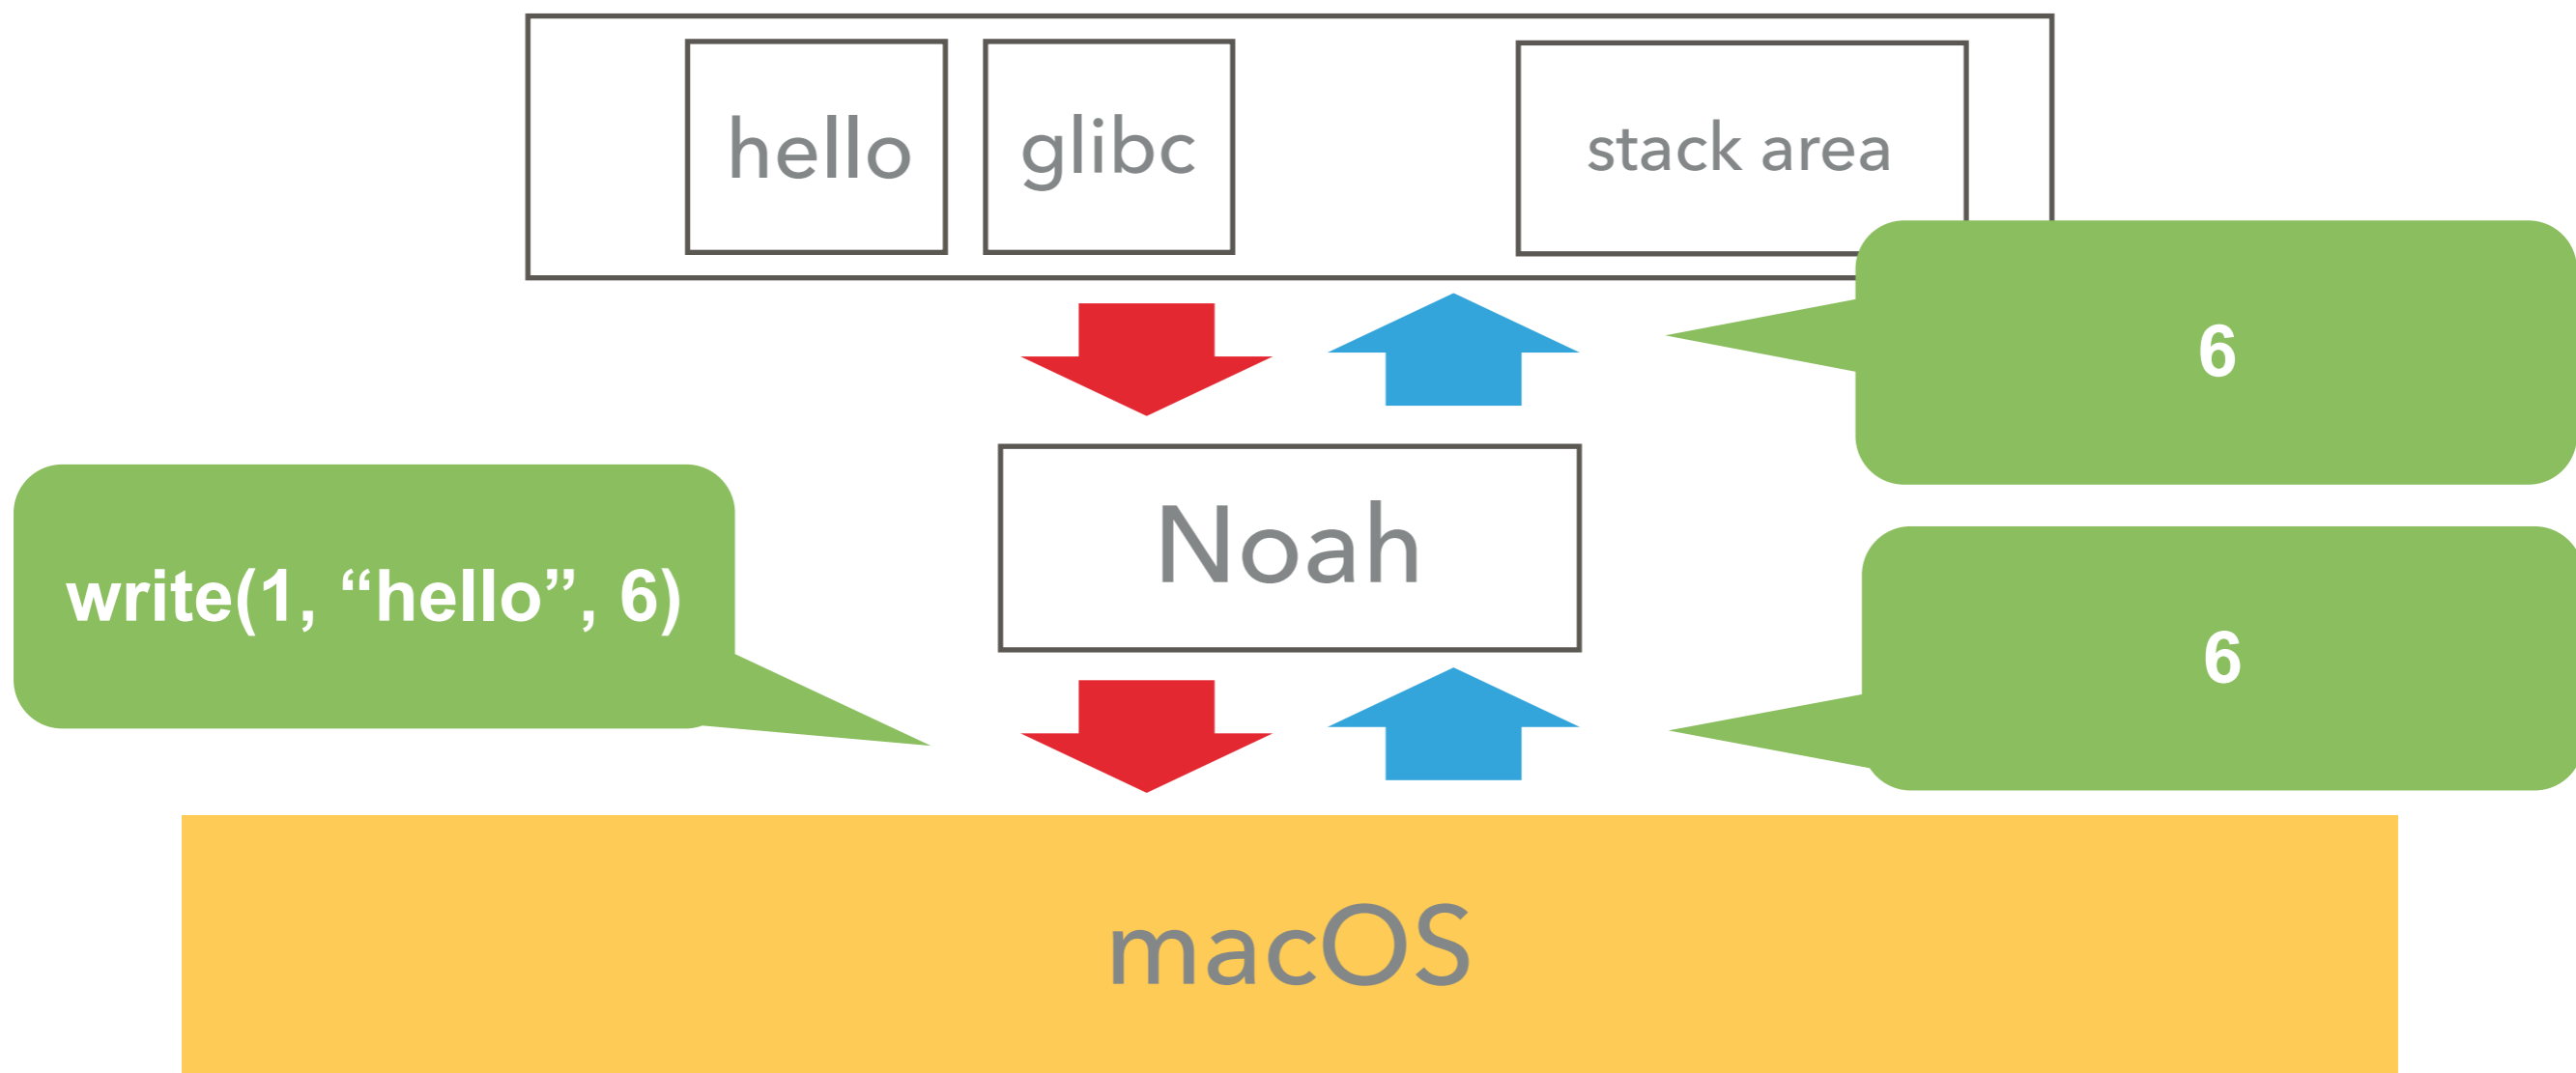 hello
glibc
stack area
6
Noah
write(1, “hello”, 6)
6
macOS